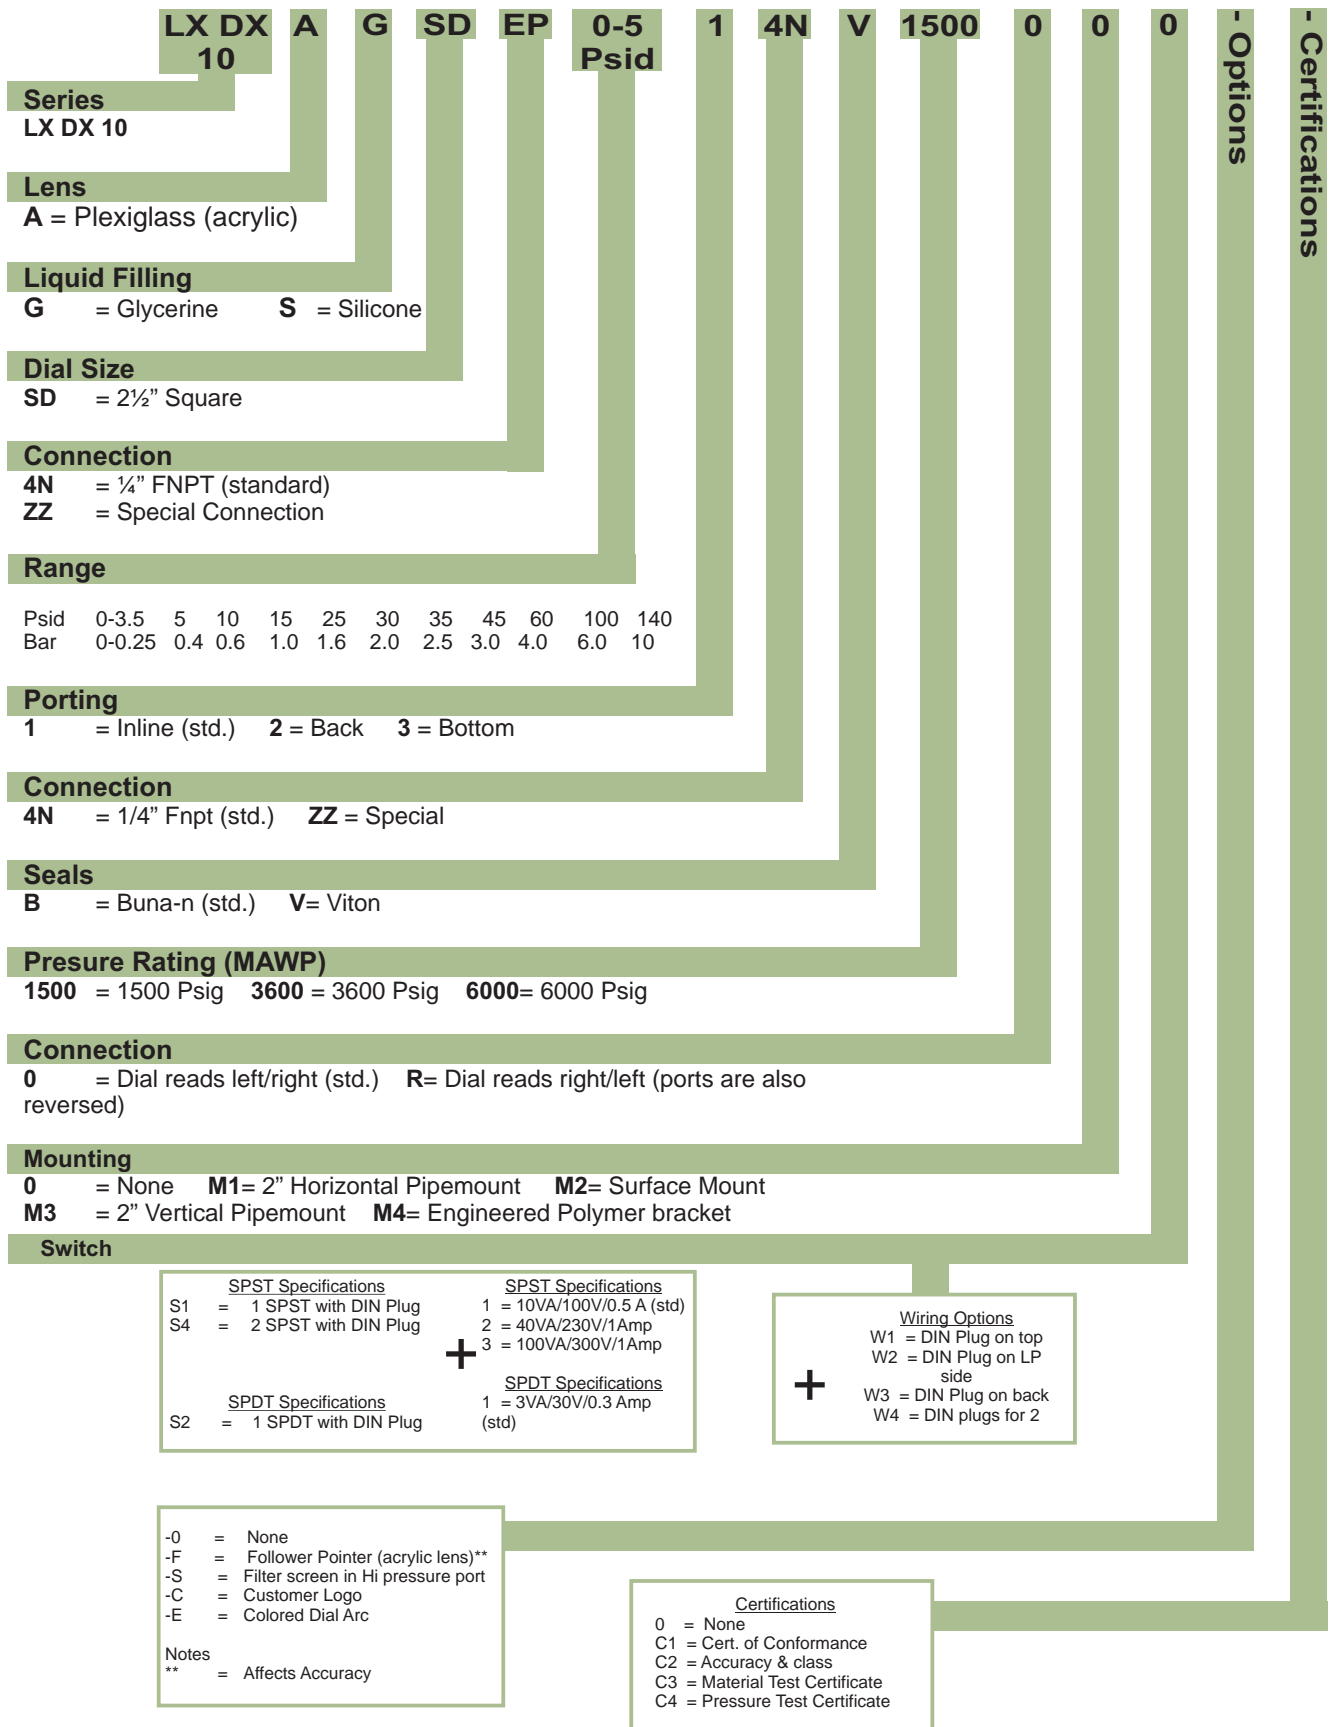 LX DX A G SD EP 0-5 1 4N V 1500 0 0 0 - Options - Certifications
10 Psid
Series
LX DX 10
Lens
A = Plexiglass (acrylic)
Liquid Filling
G = Glycerine S = Silicone
Dial Size
SD = 2½” Square
Connection
4N = ¼” FNPT (standard)
ZZ = Special Connection
Range
Psid 0-3.5 5 10 15 25 30 35 45 60 100 140
Bar 0-0.25 0.4 0.6 1.0 1.6 2.0 2.5 3.0 4.0 6.0 10
Porting
1 = Inline (std.) 2 = Back 3 = Bottom
Connection
4N = 1/4” Fnpt (std.) ZZ = Special
Seals
B = Buna-n (std.) V= Viton
Presure Rating (MAWP)
1500 = 1500 Psig 3600 = 3600 Psig 6000= 6000 Psig
Connection
0 = Dial reads left/right (std.) R= Dial reads right/left (ports are also
reversed)
Mounting
0 = None M1= 2” Horizontal Pipemount M2= Surface Mount
M3 = 2” Vertical Pipemount M4= Engineered Polymer bracket
Switch
SPST Specifications
S1 = 1 SPST with DIN Plug
S4 = 2 SPST with DIN Plug
SPDT Specifications
S2 = 1 SPDT with DIN Plug
+
SPST Specifications
1 = 10VA/100V/0.5 A (std)
2 = 40VA/230V/1Amp
3 = 100VA/300V/1Amp
SPDT Specifications
1 = 3VA/30V/0.3 Amp
(std)
+
Wiring Options
W1 = DIN Plug on top
W2 = DIN Plug on LP
side
W3 = DIN Plug on back
W4 = DIN plugs for 2
-0 = None
-F = Follower Pointer (acrylic lens)**
-S = Filter screen in Hi pressure port
-C = Customer Logo
-E = Colored Dial Arc
Notes
** = Affects Accuracy
Certifications
0 = None
C1 = Cert. of Conformance
C2 = Accuracy & class
C3 = Material Test Certificate
C4 = Pressure Test Certificate